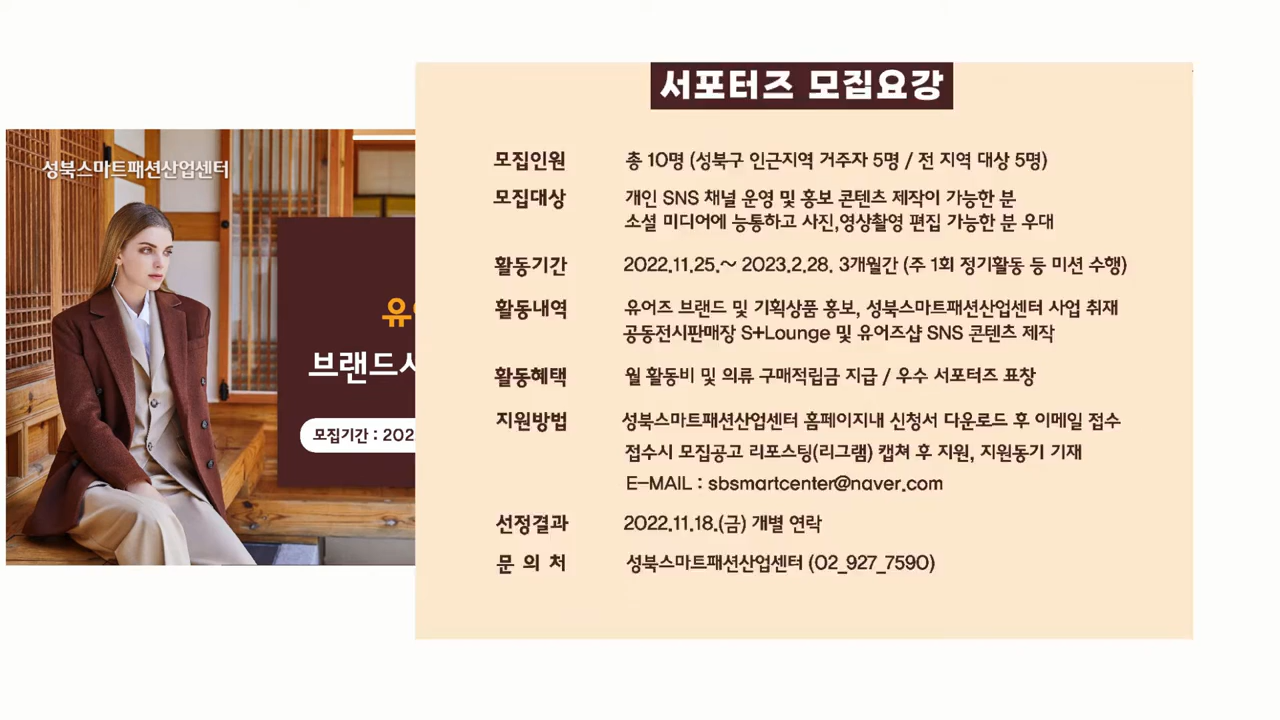 성북스마트패션산업센터
브랜드
모집기간 : 202
서포터즈 모집요강
모집인원 총 10명 (성북구 인근지역 거주자 5명 / 전 지역 대상 5명)
모집대상 개인 SNS 채널 운영 및 홍보 콘텐츠 제작이 가능한 분
소셜 미디어에 능통하고 사진,영상촬영 편집 가능한 분 우대
활동기간 2022.11.25.~ 2023.2.28. 3개월간 (주 1회 정기활동 등 미션 수행)
활동내역 유어즈 브랜드 및 기획상품 홍보, 성북스마트패션산업센터 사업 취재
공동전시판매장 S+Lounge 및 유어즈샵 SNS 콘텐츠 제작
활동혜택 월 활동비 및 의류 구매적립금 지급 / 우수 서포터즈 표창
지원방법 성북스마트패션산업센터 홈페이지내 신청서 다운로드 후 이메일 접수
접수시 모집공고 리포스팅(리그램) 캡쳐 후 지원, 지원동기 기재
E-MAIL : sbsmartcenter@naver.com
선정결과 2022.11.18.(금) 개별 연락
문 의 처 성북스마트패션산업센터 (02_927_7590)